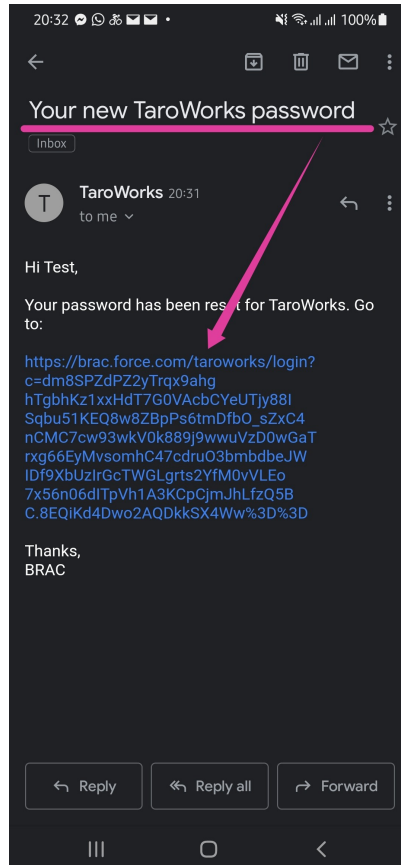 20:32
100%
Your new TaroWorks password
Inbox
T
TaroWorks 20:31
to me
Hi Test,
Your password has been reset for TaroWorks. Go
to:
https://brac.force.com/taroworks/login?
c=dm8SPZdPZ2yTrqx9ahg
hTgbhKz1xxHdT7G0VAcbCYeUTjy88I
Sqbu51KEQ8w8ZBpPs6tmDfbO_sZxC4
nCMC7cw93wkV0k889j9wwuVzD0wGaT
rxg66EyMvsomhC47cdruO3bmbdbeJW
IDf9XbUzIrGcTWGLgrts2YfM0vVLEo
7x56n06dITpVh1A3KCpCjmJhLfzQ5B
C.8EQiKd4Dwo2AQDkkSX4Ww%3D%3D
Thanks,
BRAC
Reply
Reply all
Forward